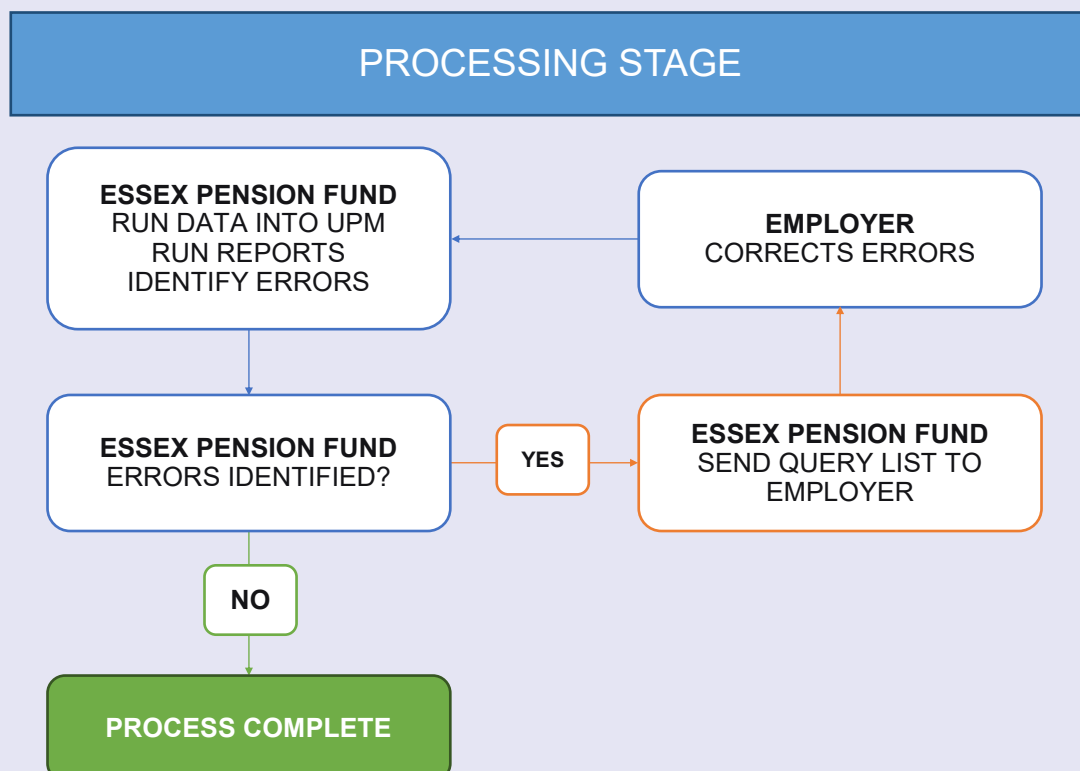 PROCESSING STAGE
ESSEX PENSION FUND
RUN DATA INTO UPM
RUN REPORTS
IDENTIFY ERRORS
EMPLOYER
CORRECTS ERRORS
ESSEX PENSION FUND
ERRORS IDENTIFIED?
YES
ESSEX PENSION FUND
SEND QUERY LIST TO
EMPLOYER
NO
PROCESS COMPLETE